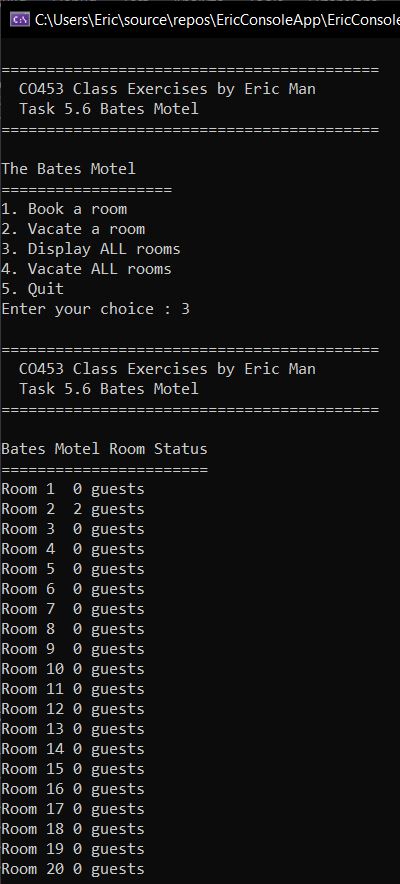 C:\Users\Eric\source\repos\EricConsoleApp\EricConsole
==========================================
  CO453 Class Exercises by Eric Man
  Task 5.6 Bates Motel
==========================================

The Bates Motel
===================
1. Book a room
2. Vacate a room
3. Display ALL rooms
4. Vacate ALL rooms
5. Quit
Enter your choice : 3

==========================================
  CO453 Class Exercises by Eric Man
  Task 5.6 Bates Motel
==========================================

Bates Motel Room Status
=======================
Room 1  0 guests
Room 2  2 guests
Room 3  0 guests
Room 4  0 guests
Room 5  0 guests
Room 6  0 guests
Room 7  0 guests
Room 8  0 guests
Room 9  0 guests
Room 10 0 guests
Room 11 0 guests
Room 12 0 guests
Room 13 0 guests
Room 14 0 guests
Room 15 0 guests
Room 16 0 guests
Room 17 0 guests
Room 18 0 guests
Room 19 0 guests
Room 20 0 guests